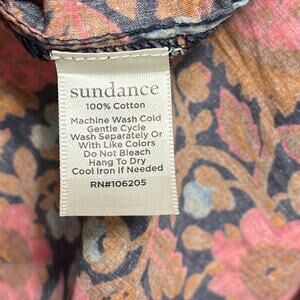 sundance
100% Cotton
Machine Wash Cold
Gentle Cycle
Wash Separately Or
With Like Colors
Do Not Bleach
Hang To Dry
Cool Iron If Needed
RN#106205